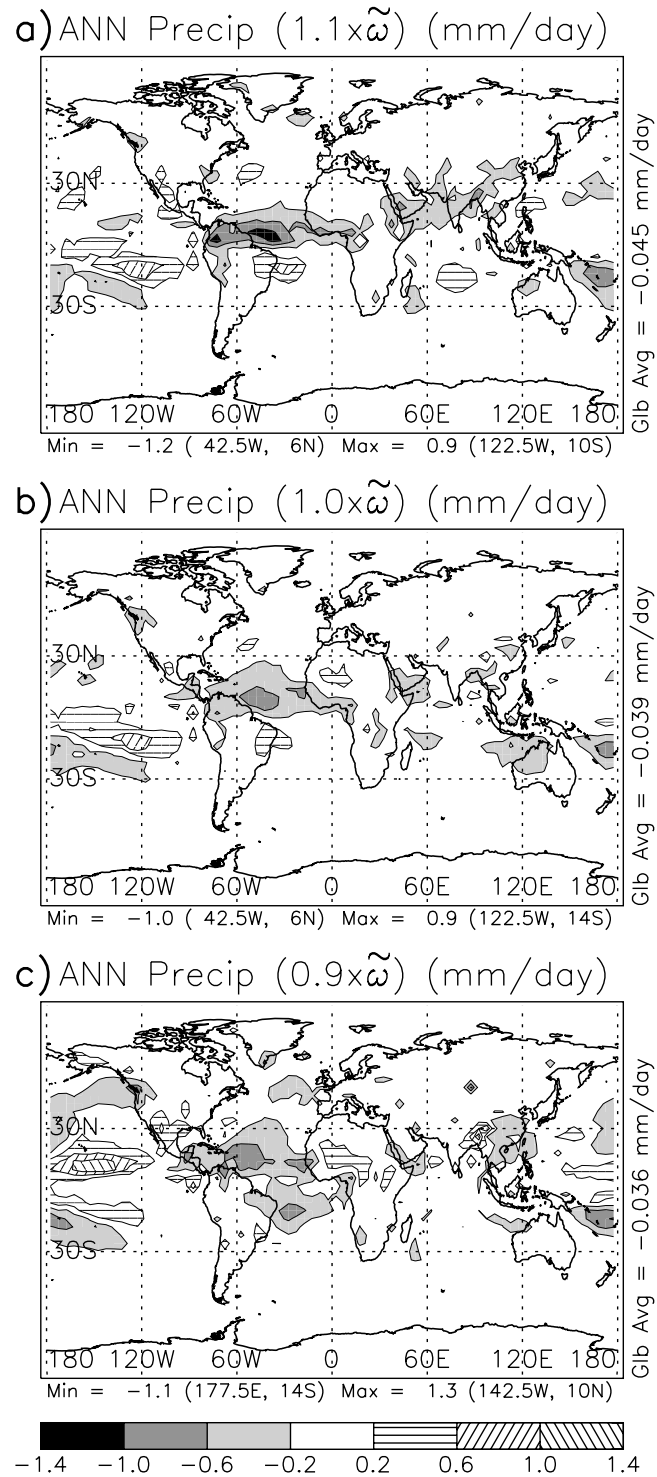 a) ANN Precip (1.1xω̃) (mm/day)
30N
30S
180 120W 60W 0 60E 120E 180
Glb Avg = −0.045 mm/day
Min = −1.2 ( 42.5W, 6N) Max = 0.9 (122.5W, 10S)
b) ANN Precip (1.0xω̃) (mm/day)
30N
30S
180 120W 60W 0 60E 120E 180
Glb Avg = −0.039 mm/day
Min = −1.0 ( 42.5W, 6N) Max = 0.9 (122.5W, 14S)
c) ANN Precip (0.9xω̃) (mm/day)
30N
30S
180 120W 60W 0 60E 120E 180
Glb Avg = −0.036 mm/day
Min = −1.1 (177.5E, 14S) Max = 1.3 (142.5W, 10N)
−1.4 −1.0 −0.6 −0.2 0.2 0.6 1.0 1.4